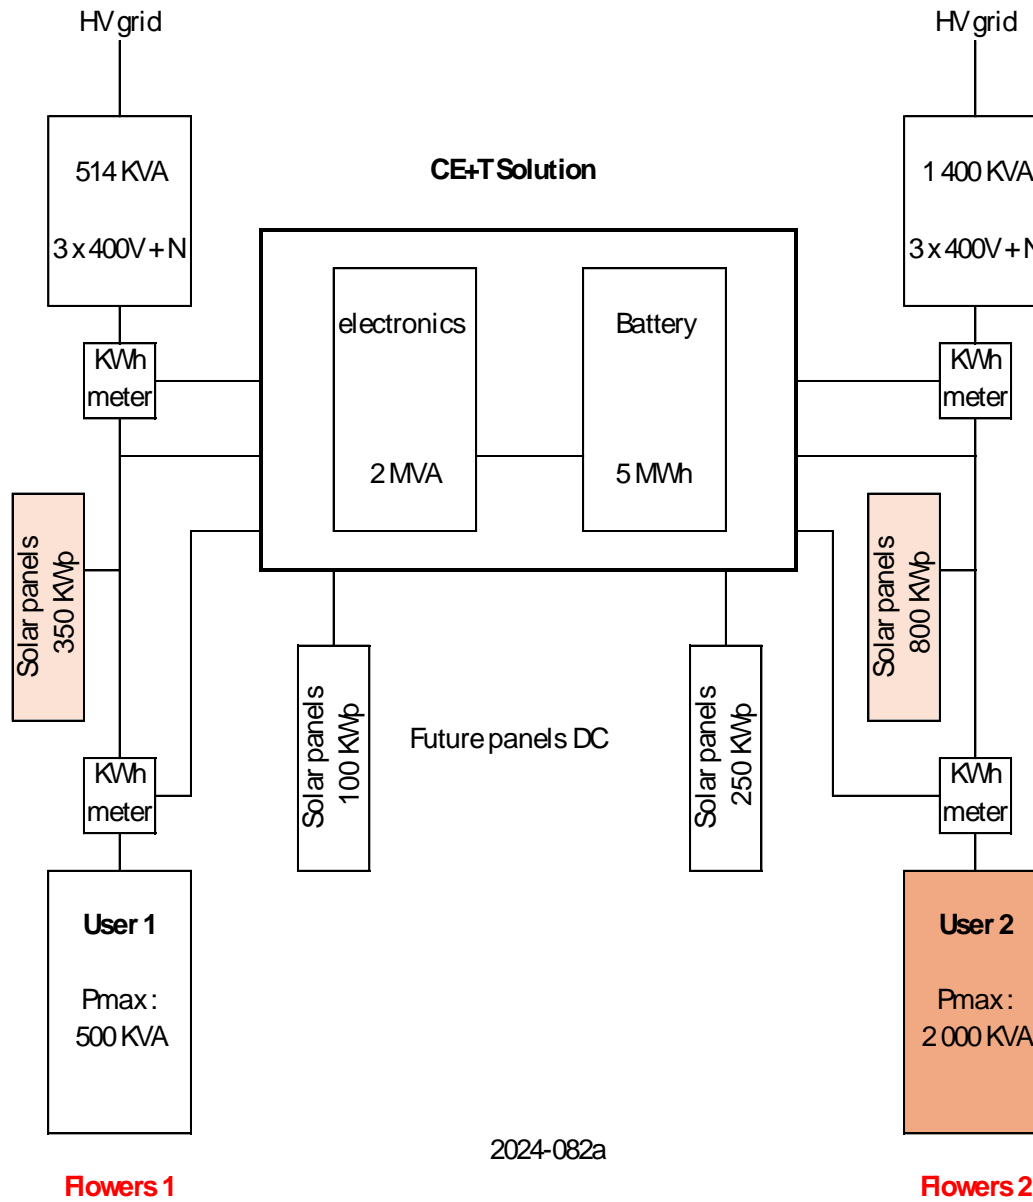 HV grid
HV grid
514 KVA
3 x 400V + N
CE+T Solution
1 400 KVA
3 x 400V + N
electronics
2 MVA
Battery
5 MWh
KWh
meter
KWh
meter
Solar panels
350 KWp
Solar panels
800 KWp
Solar panels
100 KWp
Future panels DC
Solar panels
250 KWp
KWh
meter
KWh
meter
User 1
Pmax :
500 KVA
User 2
Pmax :
2 000 KVA
2024-082a
Flowers 1
Flowers 2